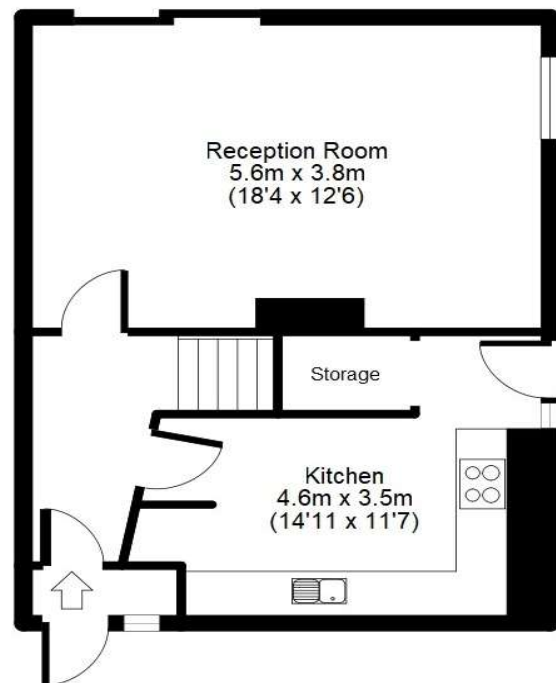 Reception Room
5.6m x 3.8m
(18'4 x 12'6)
Storage
Kitchen
4.6m x 3.5m
(14'11 x 11'7)